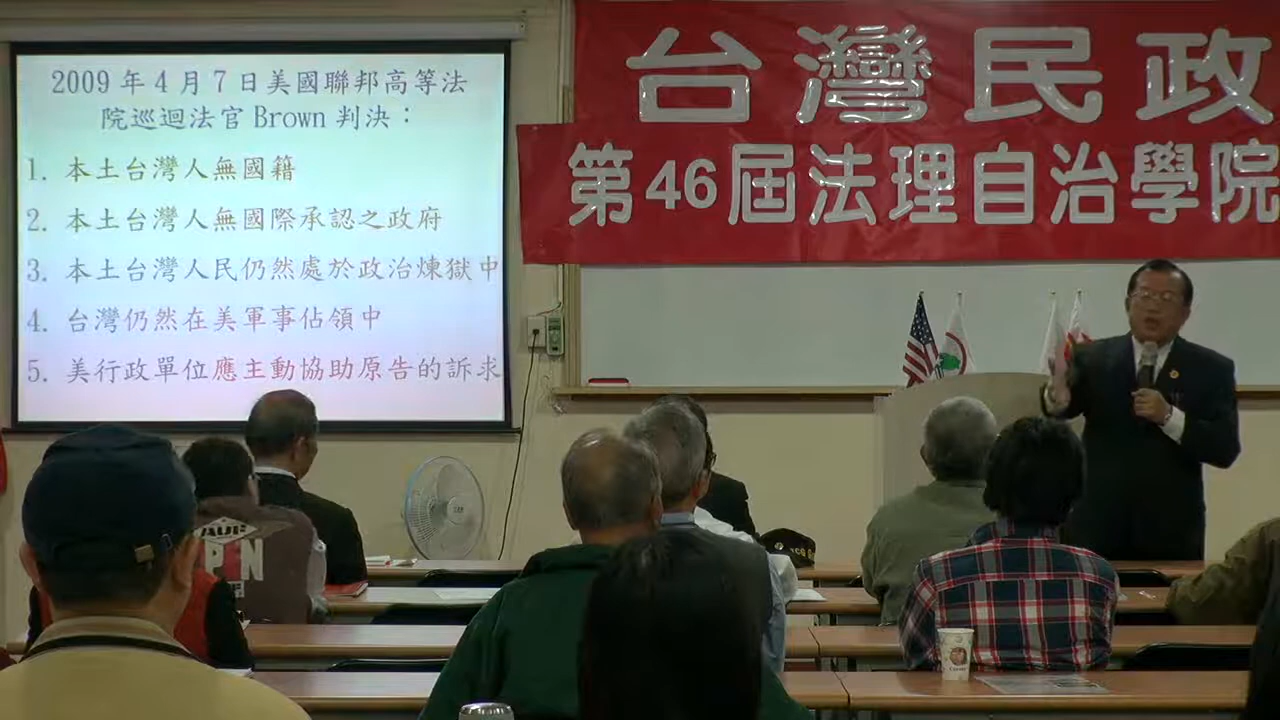 2009 年 4 月 7 日美國聯邦高等法
院巡迴法官 Brown 判決：
1. 本土台灣人無國籍
2. 本土台灣人無國際承認之政府
3. 本土台灣人民仍然處於政治煉獄中
4. 台灣仍然在美軍事佔領中
5. 美行政單位應主動協助原告的訴求
台灣民政
第46屆法理自治學院